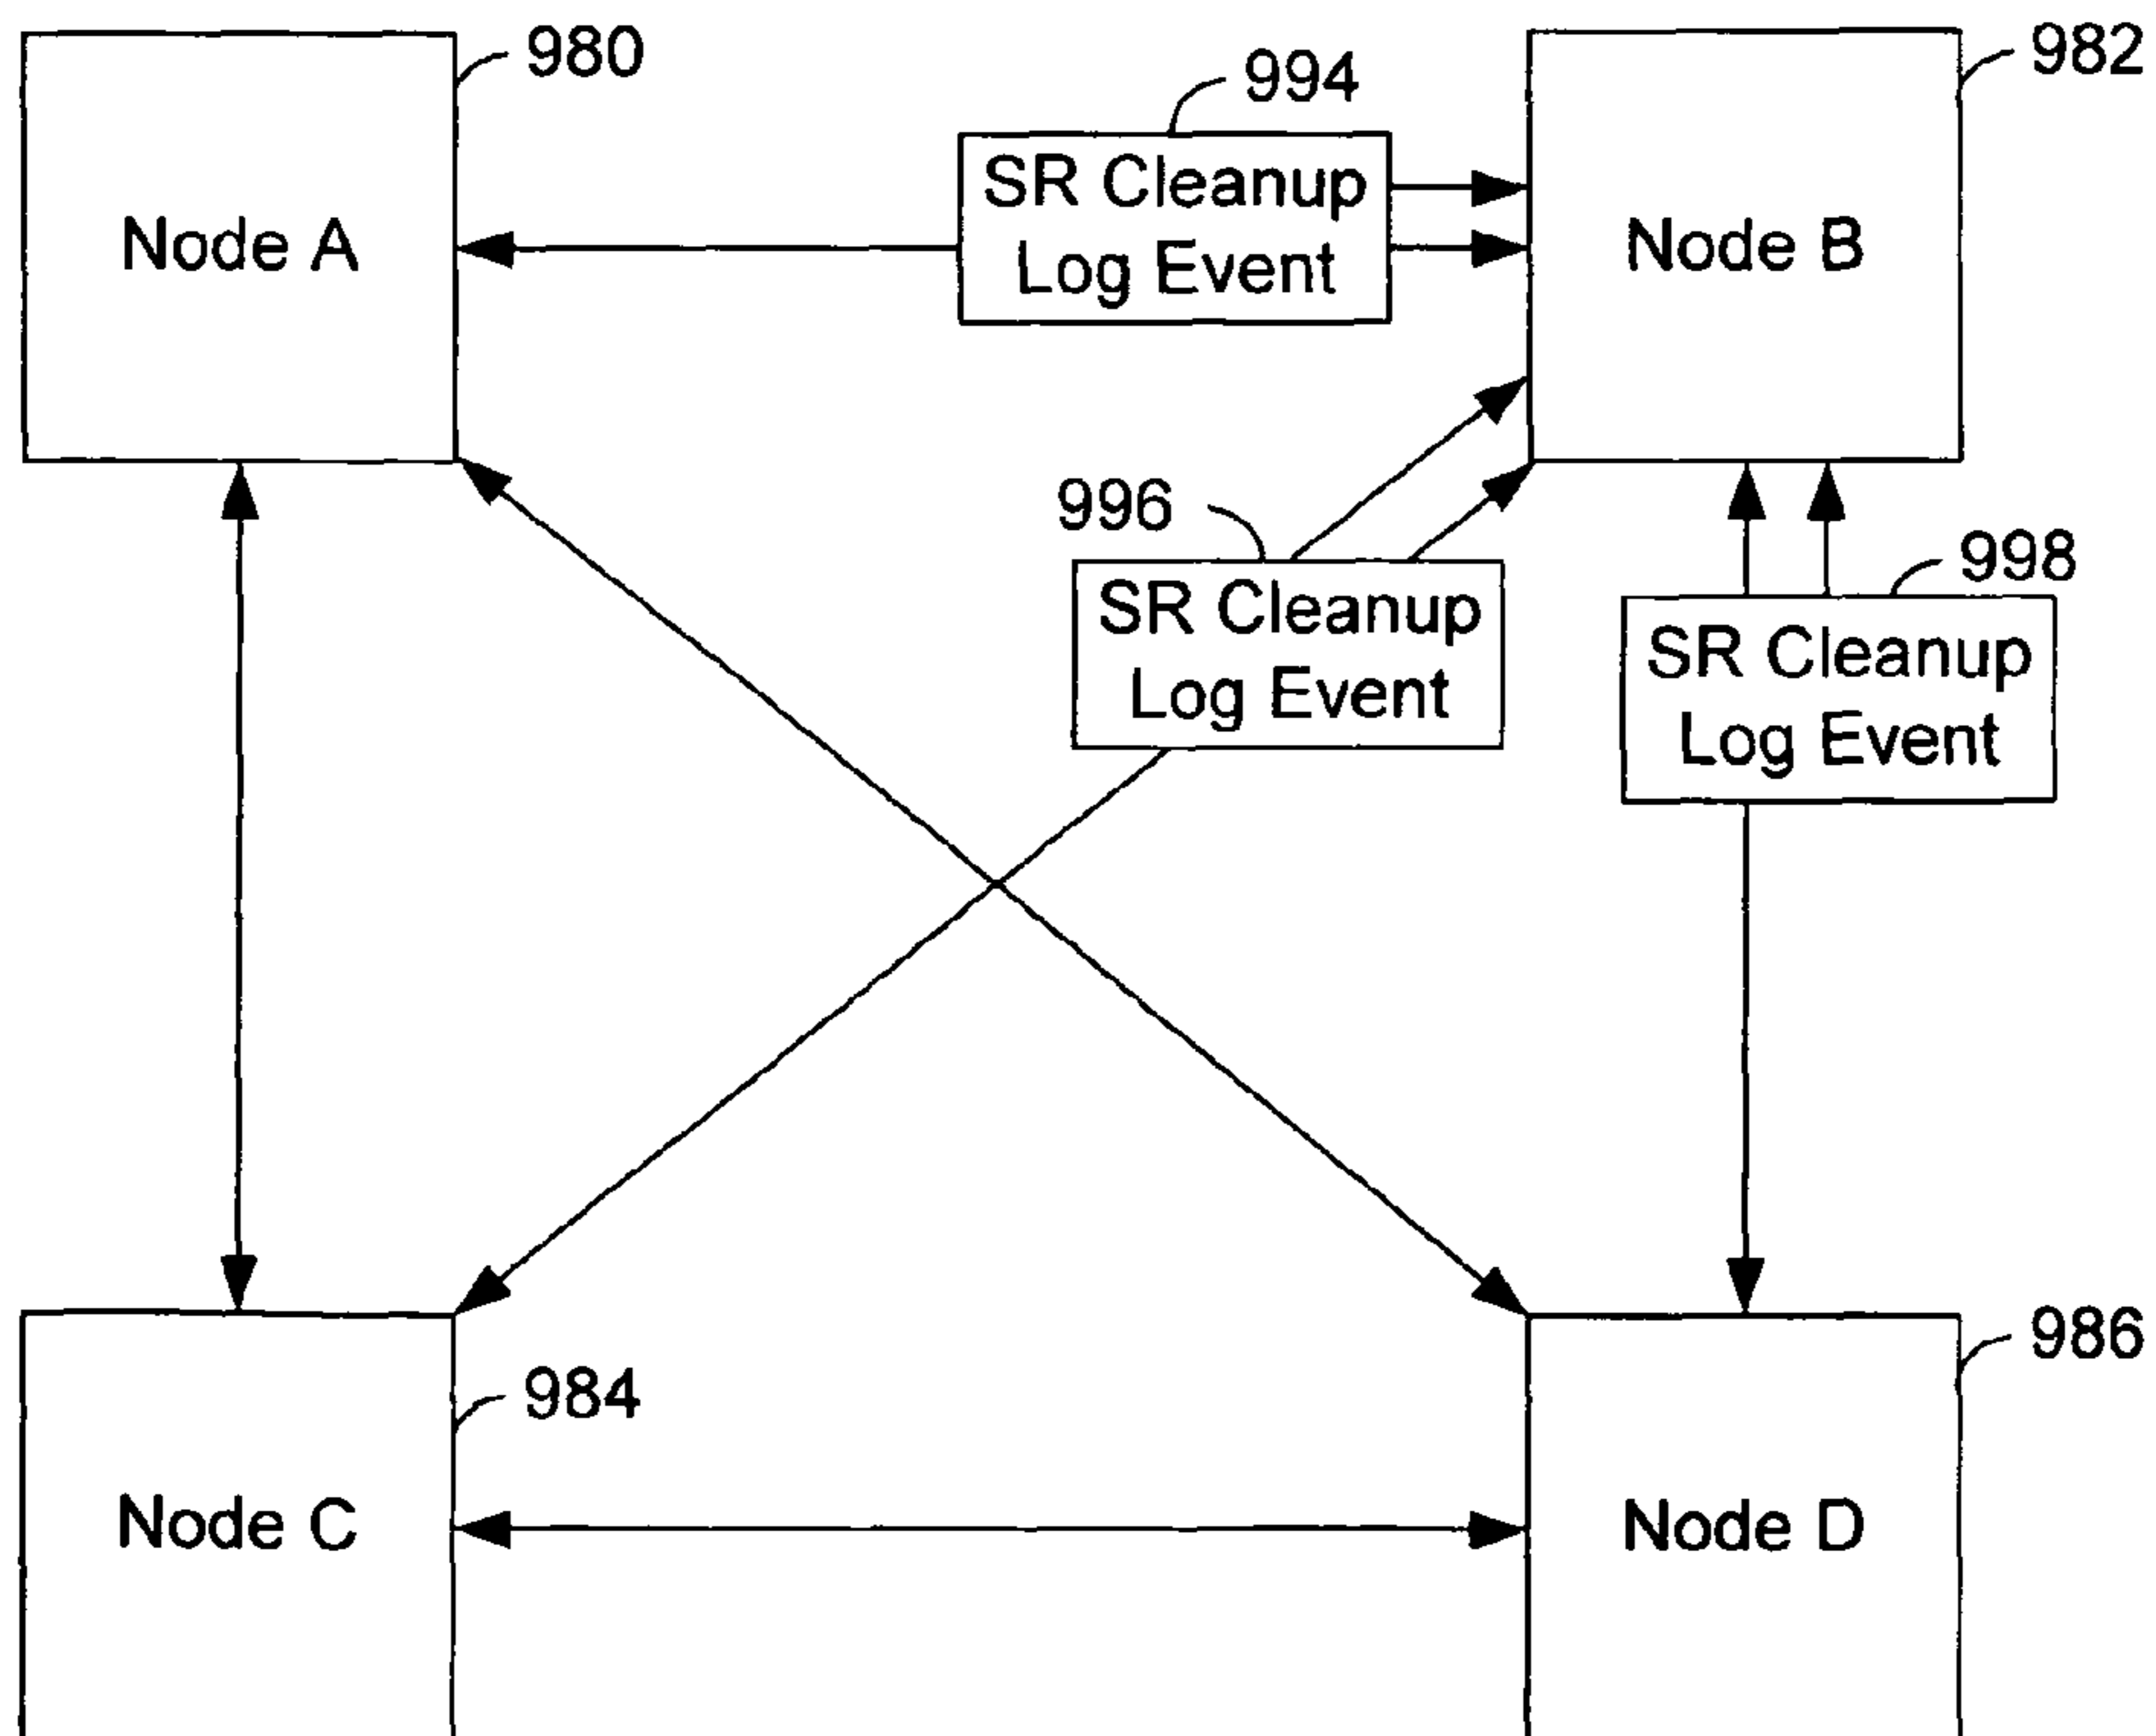 980
982
994
SR Cleanup
Log Event
Node A
Node B
996
998
SR Cleanup
Log Event
SR Cleanup
Log Event
986
984
Node C
Node D